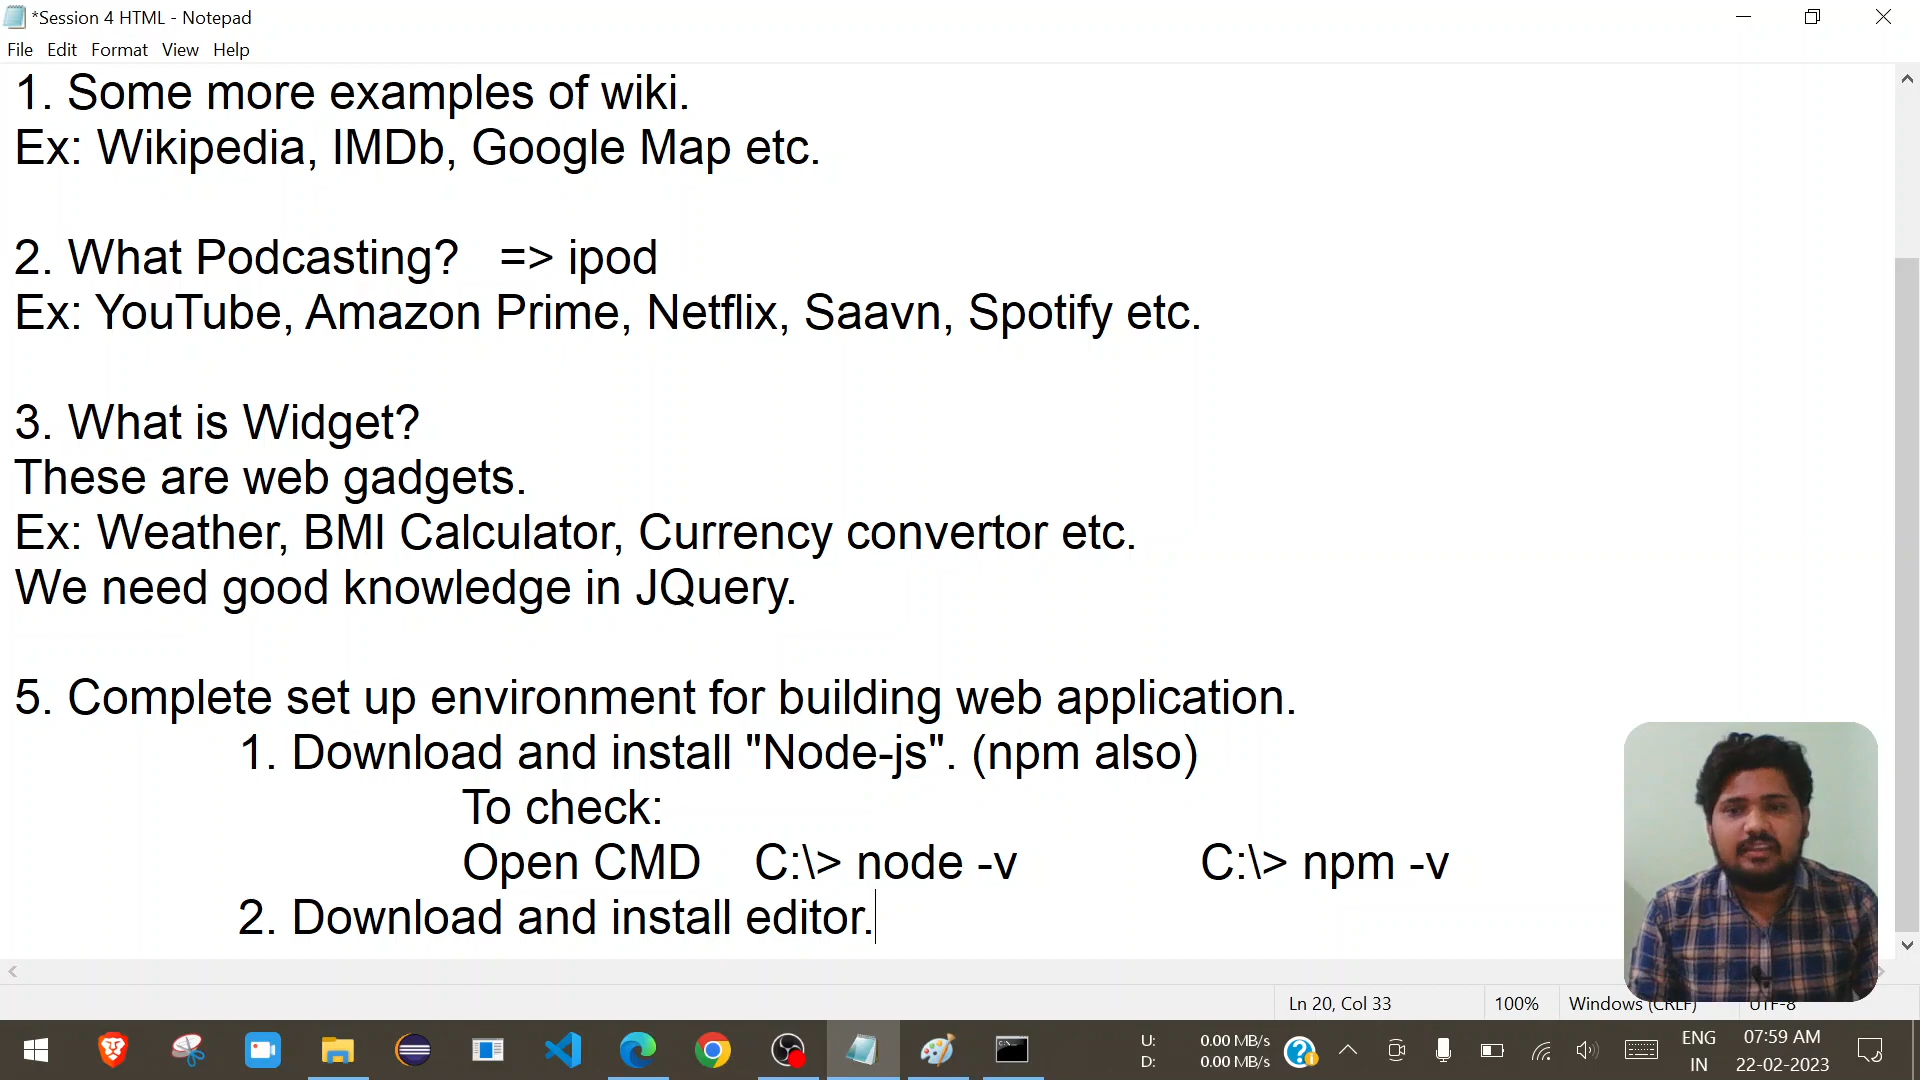 *Session 4 HTML - Notepad
File Edit Format View Help
1. Some more examples of wiki.
Ex: Wikipedia, IMDb, Google Map etc.
2. What Podcasting? => ipod
Ex: YouTube, Amazon Prime, Netflix, Saavn, Spotify etc.
3. What is Widget?
These are web gadgets.
Ex: Weather, BMI Calculator, Currency convertor etc.
We need good knowledge in JQuery.
5. Complete set up environment for building web application.
1. Download and install "Node-js". (npm also)
To check:
Open CMD C:\> node -v C:\> npm -v
2. Download and install editor.
Ln 20, Col 33 100% Windows (CRLF) UTF-8
U: 0.00 MB/s
D: 0.00 MB/s
ENG 07:59 AM
IN 22-02-2023